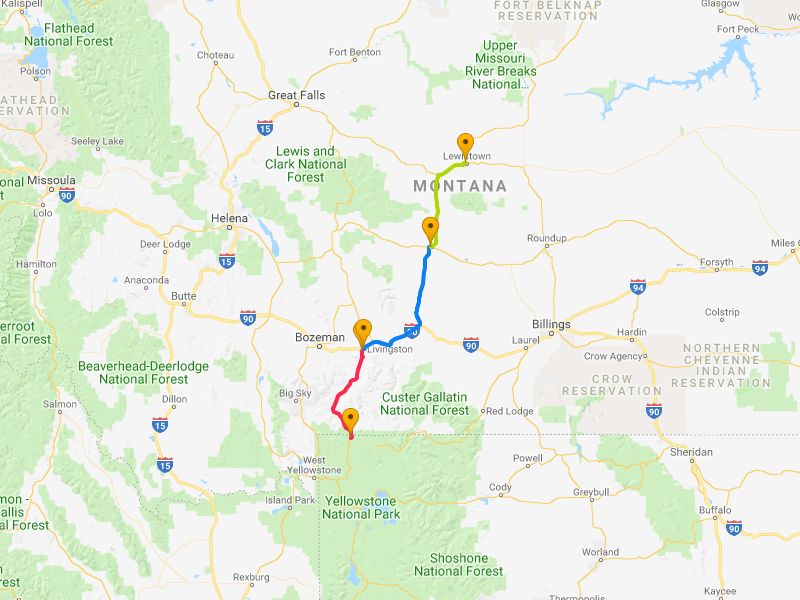 Kalispell
Glasgow
FORT BELKNAP
RESERVATION
Flathead
National Forest
Fort Peck
Choteau
Fort Benton
Upper
Missouri
River Breaks
National...
Polson
Great Falls
LATHEAD
SERVATION
15
Seeley Lake
Lewistown
Lewis and
Clark National
Forest
MONTANA
onal
t
Missoula
90
Lolo
Helena
Deer Lodge
Roundup
Miles C
15
Forsyth
94
Hamilton
Anaconda
94
Butte
90
Colstrip
Billings
90
Bozeman
Livingston
90
Laurel
Hardin
Crow Agency
erroot
l Forest
NORTHERN
CHEYENNE
INDIAN
RESERVATION
Beaverhead-Deerlodge
National Forest
CROW
RESERVATION
Dillon
Big Sky
Custer Gallatin
National Forest
Salmon
Red Lodge
90
15
15
West
Yellowstone
Powell
Sheridan
Cody
Greybull
mon -
allis
al Forest
Island Park
Yellowstone
National Park
Buffalo
90
Worland
Shoshone
National Forest
Rexburg
Thermopolis
Kaycee